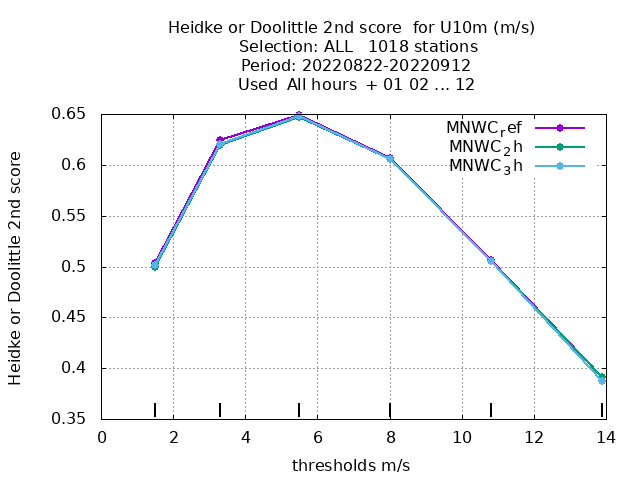 Heidke or Doolittle 2nd score  for U10m (m/s)
Selection: ALL   1018 stations
Period: 20220822-20220912
Used  All hours  + 01 02 ... 12
Heidke or Doolittle 2nd score
0.65
0.6
0.55
0.5
0.45
0.4
0.35
MNWC_ref
MNWC_2h
MNWC_3h
0 2 4 6 8 10 12 14
thresholds m/s